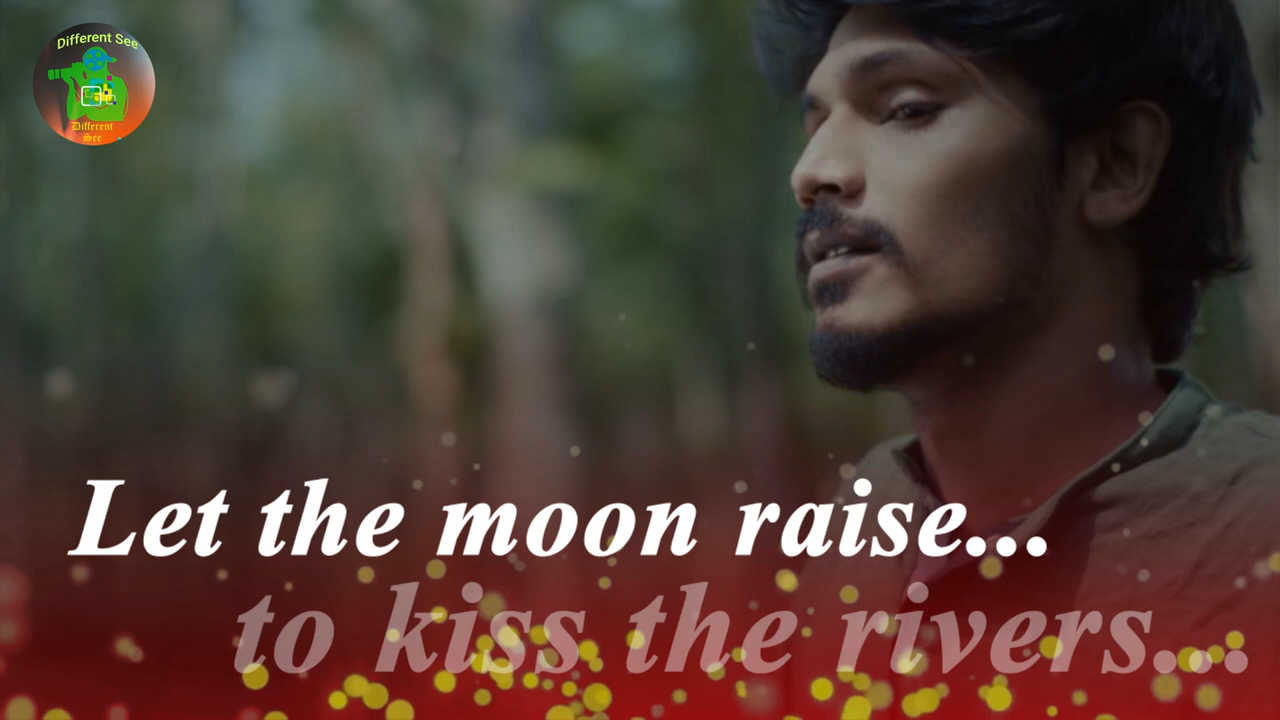 Different See
Different
See
Let the moon raise...
to kiss the rivers...